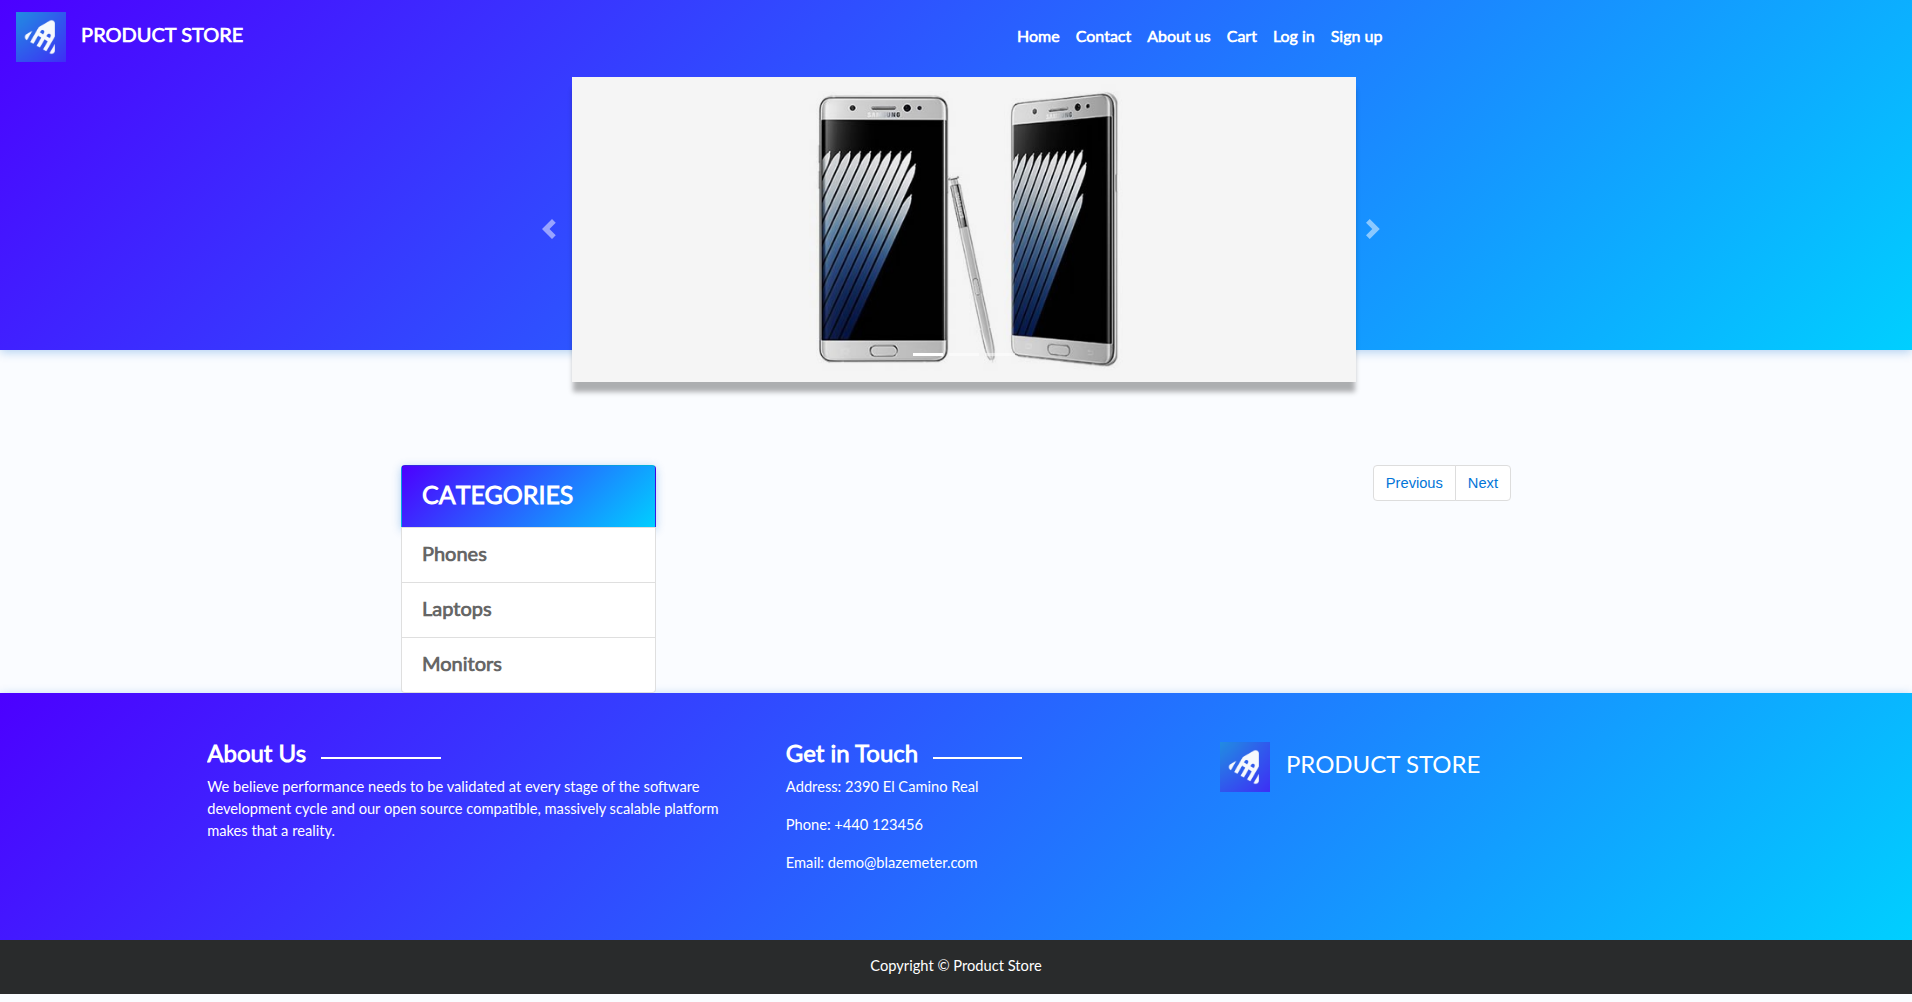 PRODUCT STORE
Home Contact About us Cart Log in Sign up
CATEGORIES
Phones
Laptops
Monitors
Previous Next
About Us
We believe performance needs to be validated at every stage of the software
development cycle and our open source compatible, massively scalable platform
makes that a reality.
Get in Touch
Address: 2390 El Camino Real
Phone: +440 123456
Email: demo@blazemeter.com
PRODUCT STORE
Copyright © Product Store